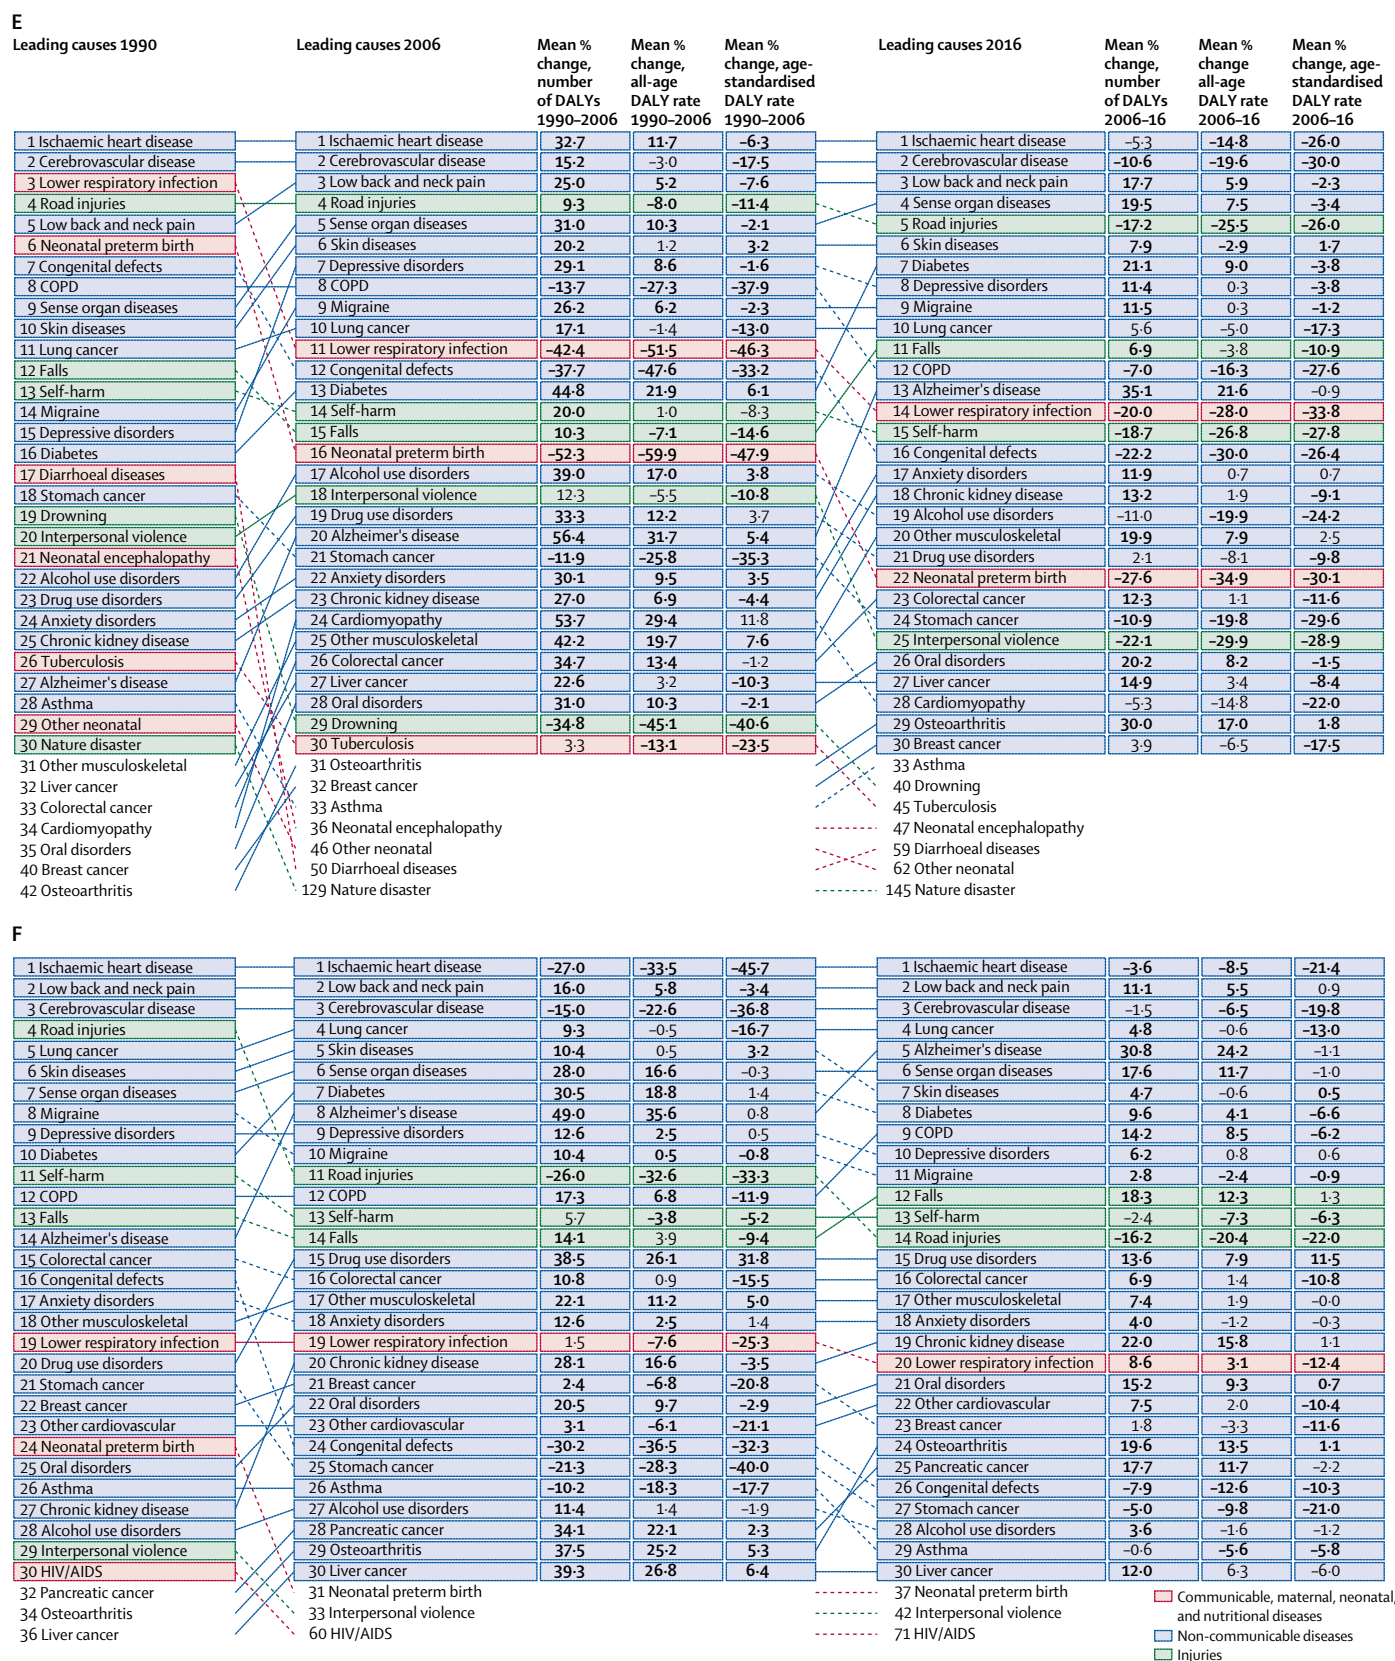 E
Leading causes 1990 Leading causes 2006 Mean % Mean % Mean % Leading causes 2016 Mean % Mean % Mean %
change, change, change, age- change, change change, age-
number all-age standardised number all-age standardised
of DALYs DALY rate DALY rate of DALYs DALY rate DALY rate
1990–2006 1990–2006 1990–2006 2006–16 2006–16 2006–16
1 Ischaemic heart disease 1 Ischaemic heart disease 32·7 11·7 –6·3 1 Ischaemic heart disease –5·3 –14·8 –26·0
2 Cerebrovascular disease 2 Cerebrovascular disease 15·2 –3·0 –17·5 2 Cerebrovascular disease –10·6 –19·6 –30·0
3 Lower respiratory infection 3 Low back and neck pain 25·0 5·2 –7·6 3 Low back and neck pain 17·7 5·9 –2·3
4 Road injuries 4 Road injuries 9·3 –8·0 –11·4 4 Sense organ diseases 19·5 7·5 –3·4
5 Low back and neck pain 5 Sense organ diseases 31·0 10·3 –2·1 5 Road injuries –17·2 –25·5 –26·0
6 Neonatal preterm birth 6 Skin diseases 20·2 1·2 3·2 6 Skin diseases 7·9 –2·9 1·7
7 Congenital defects 7 Depressive disorders 29·1 8·6 –1·6 7 Diabetes 21·1 9·0 –3·8
8 COPD 8 COPD –13·7 –27·3 –37·9 8 Depressive disorders 11·4 0·3 –3·8
9 Sense organ diseases 9 Migraine 26·2 6·2 –2·3 9 Migraine 11·5 0·3 –1·2
10 Skin diseases 10 Lung cancer 17·1 –1·4 –13·0 10 Lung cancer 5·6 –5·0 –17·3
11 Lung cancer 11 Lower respiratory infection –42·4 –51·5 –46·3 11 Falls 6·9 –3·8 –10·9
12 Falls 12 Congenital defects –37·7 –47·6 –33·2 12 COPD –7·0 –16·3 –27·6
13 Self-harm 13 Diabetes 44·8 21·9 6·1 13 Alzheimer's disease 35·1 21·6 –0·9
14 Migraine 14 Self-harm 20·0 1·0 –8·3 14 Lower respiratory infection –20·0 –28·0 –33·8
15 Depressive disorders 15 Falls 10·3 –7·1 –14·6 15 Self-harm –18·7 –26·8 –27·8
16 Diabetes 16 Neonatal preterm birth –52·3 –59·9 –47·9 16 Congenital defects –22·2 –30·0 –26·4
17 Diarrhoeal diseases 17 Alcohol use disorders 39·0 17·0 3·8 17 Anxiety disorders 11·9 0·7 0·7
18 Stomach cancer 18 Interpersonal violence 12·3 –5·5 –10·8 18 Chronic kidney disease 13·2 1·9 –9·1
19 Drowning 19 Drug use disorders 33·3 12·2 3·7 19 Alcohol use disorders –11·0 –19·9 –24·2
20 Interpersonal violence 20 Alzheimer's disease 56·4 31·7 5·4 20 Other musculoskeletal 19·9 7·9 2·5
21 Neonatal encephalopathy 21 Stomach cancer –11·9 –25·8 –35·3 21 Drug use disorders 2·1 –8·1 –9·8
22 Alcohol use disorders 22 Anxiety disorders 30·1 9·5 3·5 22 Neonatal preterm birth –27·6 –34·9 –30·1
23 Drug use disorders 23 Chronic kidney disease 27·0 6·9 –4·4 23 Colorectal cancer 12·3 1·1 –11·6
24 Anxiety disorders 24 Cardiomyopathy 53·7 29·4 11·8 24 Stomach cancer –10·9 –19·8 –29·6
25 Chronic kidney disease 25 Other musculoskeletal 42·2 19·7 7·6 25 Interpersonal violence –22·1 –29·9 –28·9
26 Tuberculosis 26 Colorectal cancer 34·7 13·4 –1·2 26 Oral disorders 20·2 8·2 –1·5
27 Alzheimer's disease 27 Liver cancer 22·6 3·2 –10·3 27 Liver cancer 14·9 3·4 –8·4
28 Asthma 28 Oral disorders 31·0 10·3 –2·1 28 Cardiomyopathy –5·3 –14·8 –22·0
29 Other neonatal 29 Drowning –34·8 –45·1 –40·6 29 Osteoarthritis 30·0 17·0 1·8
30 Nature disaster 30 Tuberculosis 3·3 –13·1 –23·5 30 Breast cancer 3·9 –6·5 –17·5
31 Other musculoskeletal 31 Osteoarthritis 33 Asthma
32 Liver cancer 32 Breast cancer 40 Drowning
33 Colorectal cancer 33 Asthma 45 Tuberculosis
34 Cardiomyopathy 36 Neonatal encephalopathy 47 Neonatal encephalopathy
35 Oral disorders 46 Other neonatal 59 Diarrhoeal diseases
40 Breast cancer 50 Diarrhoeal diseases 62 Other neonatal
42 Osteoarthritis 129 Nature disaster 145 Nature disaster
F
1 Ischaemic heart disease 1 Ischaemic heart disease –27·0 –33·5 –45·7 1 Ischaemic heart disease –3·6 –8·5 –21·4
2 Low back and neck pain 2 Low back and neck pain 16·0 5·8 –3·4 2 Low back and neck pain 11·1 5·5 0·9
3 Cerebrovascular disease 3 Cerebrovascular disease –15·0 –22·6 –36·8 3 Cerebrovascular disease –1·5 –6·5 –19·8
4 Road injuries 4 Lung cancer 9·3 –0·5 –16·7 4 Lung cancer 4·8 –0·6 –13·0
5 Lung cancer 5 Skin diseases 10·4 0·5 3·2 5 Alzheimer's disease 30·8 24·2 –1·1
6 Skin diseases 6 Sense organ diseases 28·0 16·6 –0·3 6 Sense organ diseases 17·6 11·7 –1·0
7 Sense organ diseases 7 Diabetes 30·5 18·8 1·4 7 Skin diseases 4·7 –0·6 0·5
8 Migraine 8 Alzheimer's disease 49·0 35·6 0·8 8 Diabetes 9·6 4·1 –6·6
9 Depressive disorders 9 Depressive disorders 12·6 2·5 0·5 9 COPD 14·2 8·5 –6·2
10 Diabetes 10 Migraine 10·4 0·5 –0·8 10 Depressive disorders 6·2 0·8 0·6
11 Self-harm 11 Road injuries –26·0 –32·6 –33·3 11 Migraine 2·8 –2·4 –0·9
12 COPD 12 COPD 17·3 6·8 –11·9 12 Falls 18·3 12·3 1·3
13 Falls 13 Self-harm 5·7 –3·8 –5·2 13 Self-harm –2·4 –7·3 –6·3
14 Alzheimer's disease 14 Falls 14·1 3·9 –9·4 14 Road injuries –16·2 –20·4 –22·0
15 Colorectal cancer 15 Drug use disorders 38·5 26·1 31·8 15 Drug use disorders 13·6 7·9 11·5
16 Congenital defects 16 Colorectal cancer 10·8 0·9 –15·5 16 Colorectal cancer 6·9 1·4 –10·8
17 Anxiety disorders 17 Other musculoskeletal 22·1 11·2 5·0 17 Other musculoskeletal 7·4 1·9 –0·0
18 Other musculoskeletal 18 Anxiety disorders 12·6 2·5 1·4 18 Anxiety disorders 4·0 –1·2 –0·3
19 Lower respiratory infection 19 Lower respiratory infection 1·5 –7·6 –25·3 19 Chronic kidney disease 22·0 15·8 1·1
20 Drug use disorders 20 Chronic kidney disease 28·1 16·6 –3·5 20 Lower respiratory infection 8·6 3·1 –12·4
21 Stomach cancer 21 Breast cancer 2·4 –6·8 –20·8 21 Oral disorders 15·2 9·3 0·7
22 Breast cancer 22 Oral disorders 20·5 9·7 –2·9 22 Other cardiovascular 7·5 2·0 –10·4
23 Other cardiovascular 23 Other cardiovascular 3·1 –6·1 –21·1 23 Breast cancer 1·8 –3·3 –11·6
24 Neonatal preterm birth 24 Congenital defects –30·2 –36·5 –32·3 24 Osteoarthritis 19·6 13·5 1·1
25 Oral disorders 25 Stomach cancer –21·3 –28·3 –40·0 25 Pancreatic cancer 17·7 11·7 –2·2
26 Asthma 26 Asthma –10·2 –18·3 –17·7 26 Congenital defects –7·9 –12·6 –10·3
27 Chronic kidney disease 27 Alcohol use disorders 11·4 1·4 –1·9 27 Stomach cancer –5·0 –9·8 –21·0
28 Alcohol use disorders 28 Pancreatic cancer 34·1 22·1 2·3 28 Alcohol use disorders 3·6 –1·6 –1·2
29 Interpersonal violence 29 Osteoarthritis 37·5 25·2 5·3 29 Asthma –0·6 –5·6 –5·8
30 HIV/AIDS 30 Liver cancer 39·3 26·8 6·4 30 Liver cancer 12·0 6·3 –6·0
32 Pancreatic cancer 31 Neonatal preterm birth 37 Neonatal preterm birth
34 Osteoarthritis 33 Interpersonal violence 42 Interpersonal violence
36 Liver cancer 60 HIV/AIDS 71 HIV/AIDS
Communicable, maternal, neonatal,
and nutritional diseases
Non-communicable diseases
Injuries